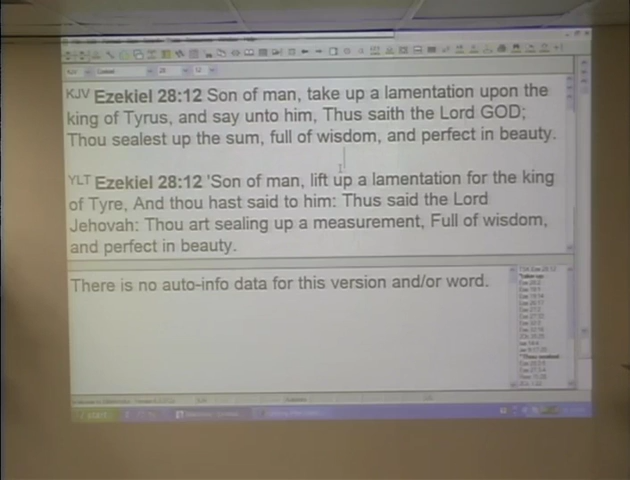 KJV Ezekiel 28:12 Son of man, take up a lamentation upon the
king of Tyrus, and say unto him, Thus saith the Lord GOD;
Thou sealest up the sum, full of wisdom, and perfect in beauty.
YLT Ezekiel 28:12 'Son of man, lift up a lamentation for the king
of Tyre, And thou hast said to him: Thus said the Lord
Jehovah: Thou art sealing up a measurement, Full of wisdom,
and perfect in beauty.
There is no auto-info data for this version and/or word.